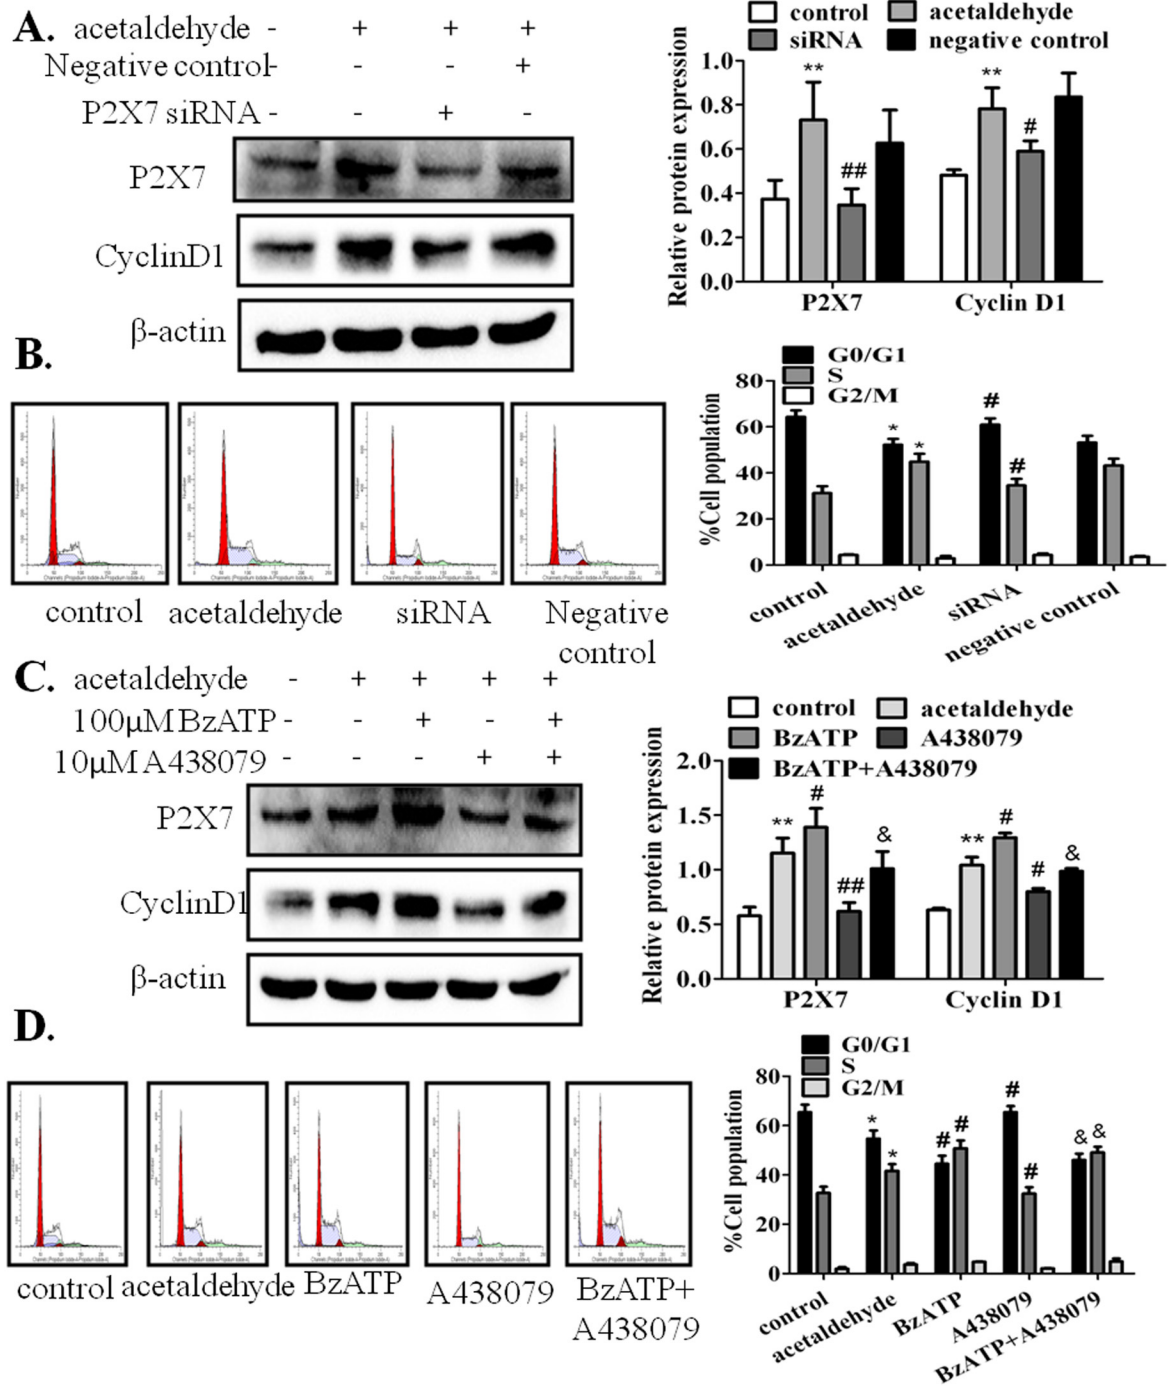 A. acetaldehyde - + + +
Negative control- - - +
P2X7 siRNA - - + -
P2X7
CyclinD1
β-actin
control acetaldehyde
siRNA negative control
Relative protein expression
1.0
0.8
0.6
0.4
0.2
0.0
** ## ** #
P2X7 Cyclin D1
B.
control
acetaldehyde
siRNA
Negative
control
G0/G1
S
G2/M
%Cell population
80
60
40
20
0
* * # #
control
acetaldehyde
siRNA
negative control
C. acetaldehyde - + + + +
100μM BzATP - - + - +
10μM A438079 - - - + +
P2X7
CyclinD1
β-actin
control acetaldehyde
BzATP A438079
BzATP+A438079
Relative protein expression
2.0
1.5
1.0
0.5
0.0
** # ## & ** # # &
P2X7 Cyclin D1
D.
control
acetaldehyde
BzATP
A438079
BzATP+
A438079
G0/G1
S
G2/M
%Cell population
80
60
40
20
0
* * # # # # & &
control
acetaldehyde
BzATP
A438079
BzATP+A438079